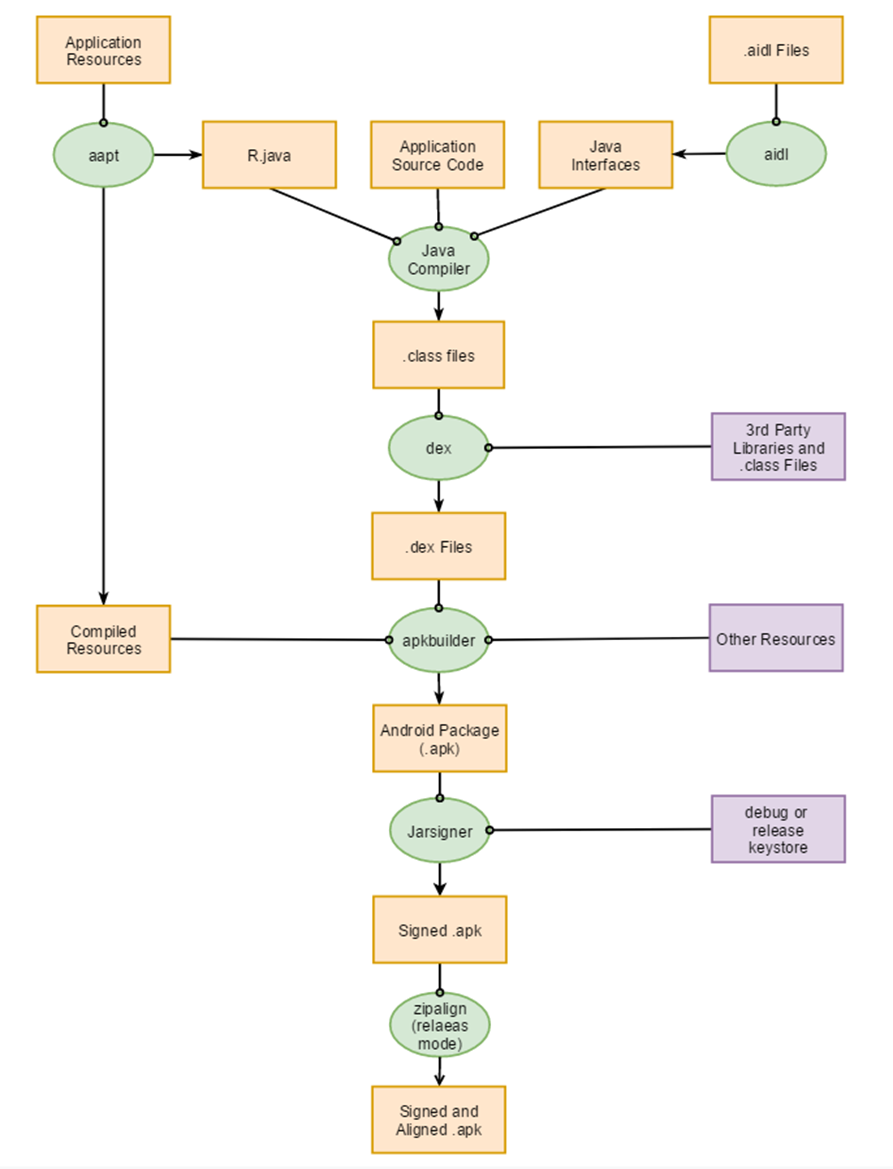 Application
Resources
.aidl Files
aapt
R.java
Application
Source Code
Java
Interfaces
aidl
Java
Compiler
.class files
dex
3rd Party
Libraries and
.class Files
.dex Files
Compiled
Resources
apkbuilder
Other Resources
Android Package
(.apk)
Jarsigner
debug or
release
keystore
Signed .apk
zipalign
(relaeas
mode)
Signed and
Aligned .apk